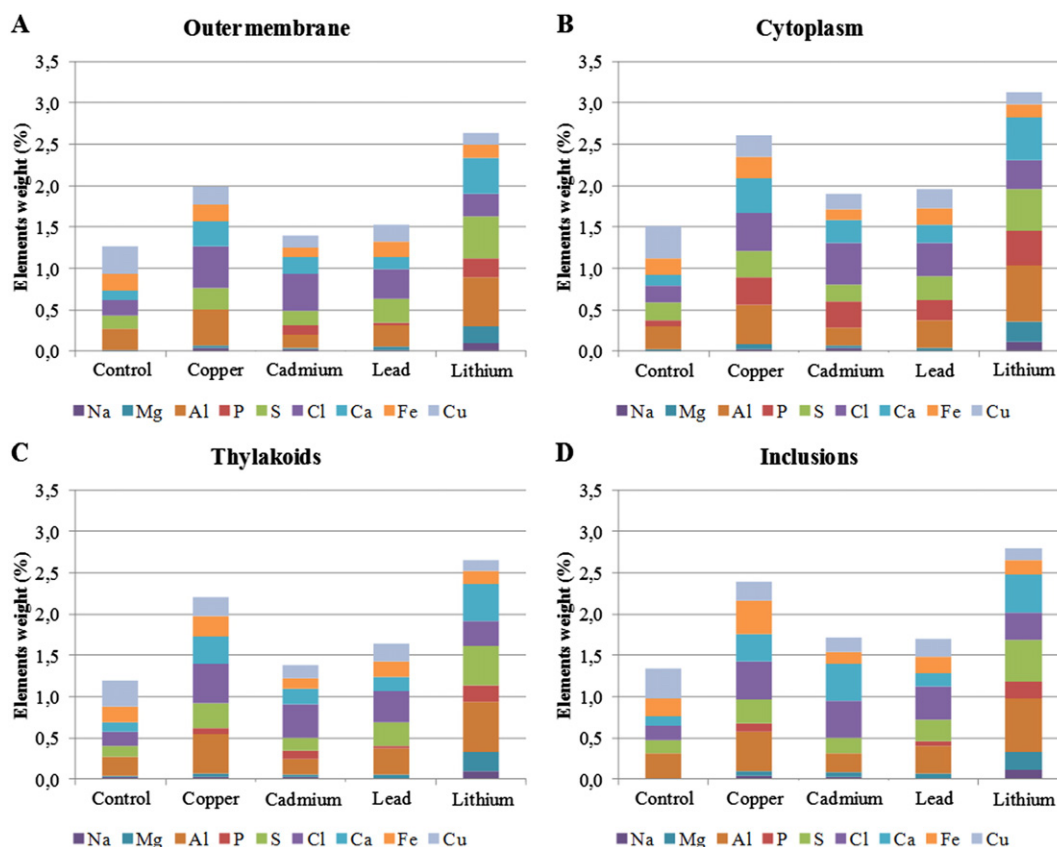 A
Outer membrane
Elements weight (%)
3,5
3,0
2,5
2,0
1,5
1,0
0,5
0,0
Control Copper Cadmium Lead Lithium
Na Mg Al P S Cl Ca Fe Cu
B
Cytoplasm
Elements weight (%)
3,5
3,0
2,5
2,0
1,5
1,0
0,5
0,0
Control Copper Cadmium Lead Lithium
Na Mg Al P S Cl Ca Fe Cu
C
Thylakoids
Elements weight (%)
3,5
3,0
2,5
2,0
1,5
1,0
0,5
0,0
Control Copper Cadmium Lead Lithium
Na Mg Al P S Cl Ca Fe Cu
D
Inclusions
Elements weight (%)
3,5
3,0
2,5
2,0
1,5
1,0
0,5
0,0
Control Copper Cadmium Lead Lithium
Na Mg Al P S Cl Ca Fe Cu